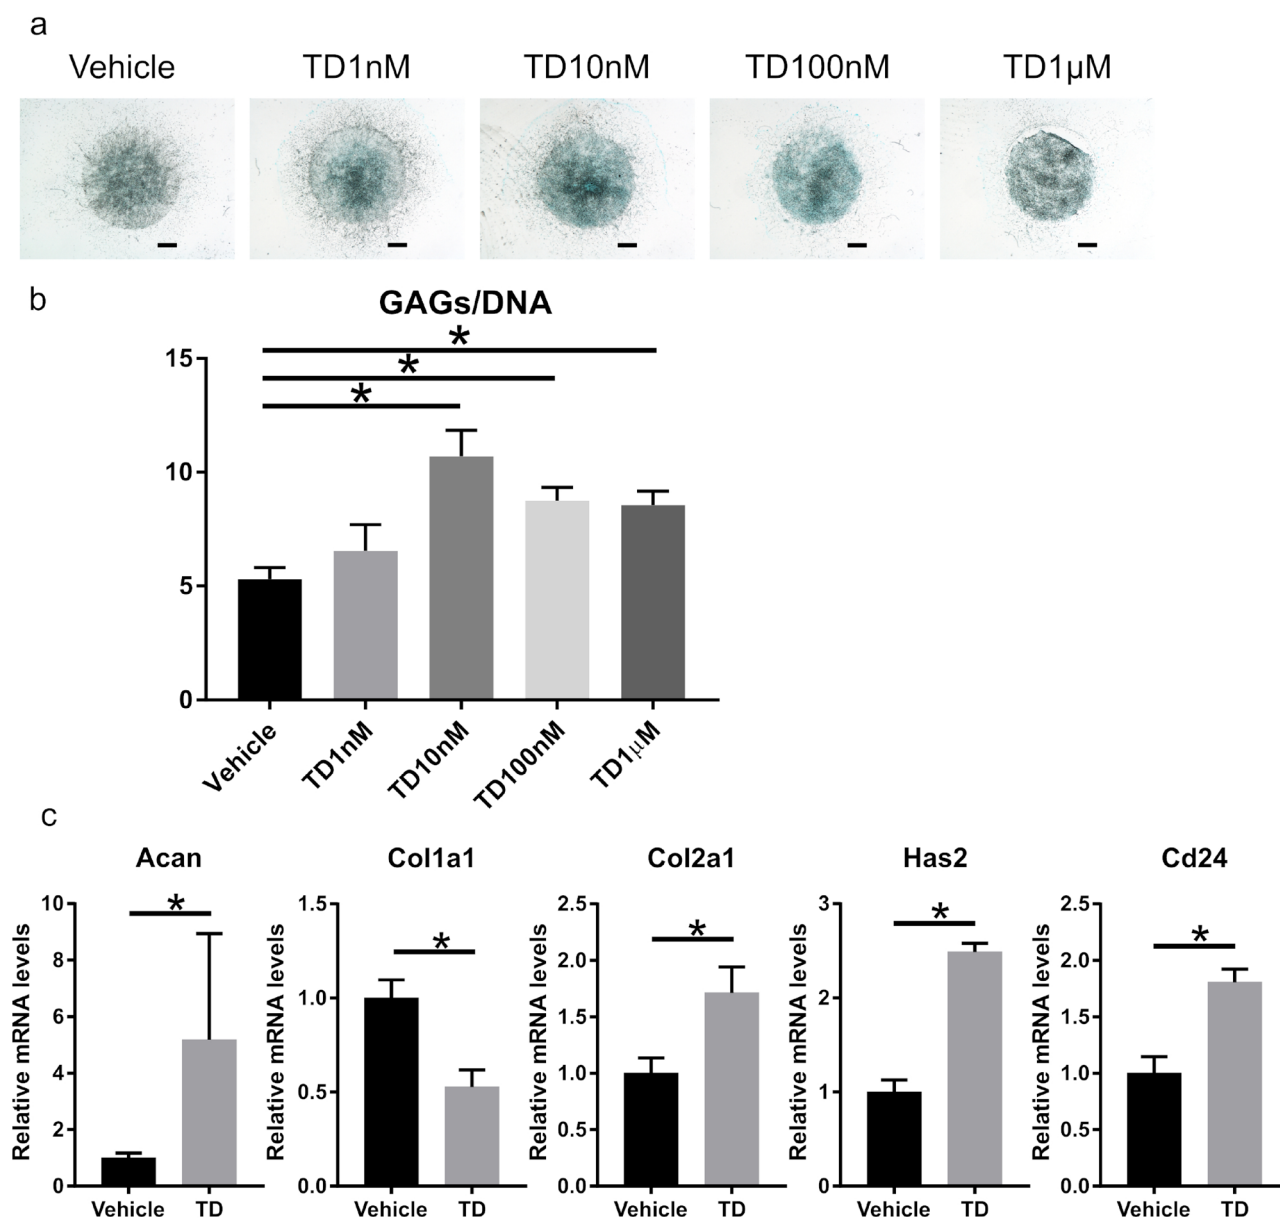 a
Vehicle TD1nM TD10nM TD100nM TD1µM
b
GAGs/DNA
*
*
*
15
10
5
0
Vehicle TD1nM TD10nM TD100nM TD1µM
c
Acan Col1a1 Col2a1 Has2 Cd24
Relative mRNA levels
10
8
6
4
2
0
*
Vehicle TD
Relative mRNA levels
1.5
1.0
0.5
0.0
*
Vehicle TD
Relative mRNA levels
2.5
2.0
1.5
1.0
0.5
0.0
*
Vehicle TD
Relative mRNA levels
3
2
1
0
*
Vehicle TD
Relative mRNA levels
2.5
2.0
1.5
1.0
0.5
0.0
*
Vehicle TD